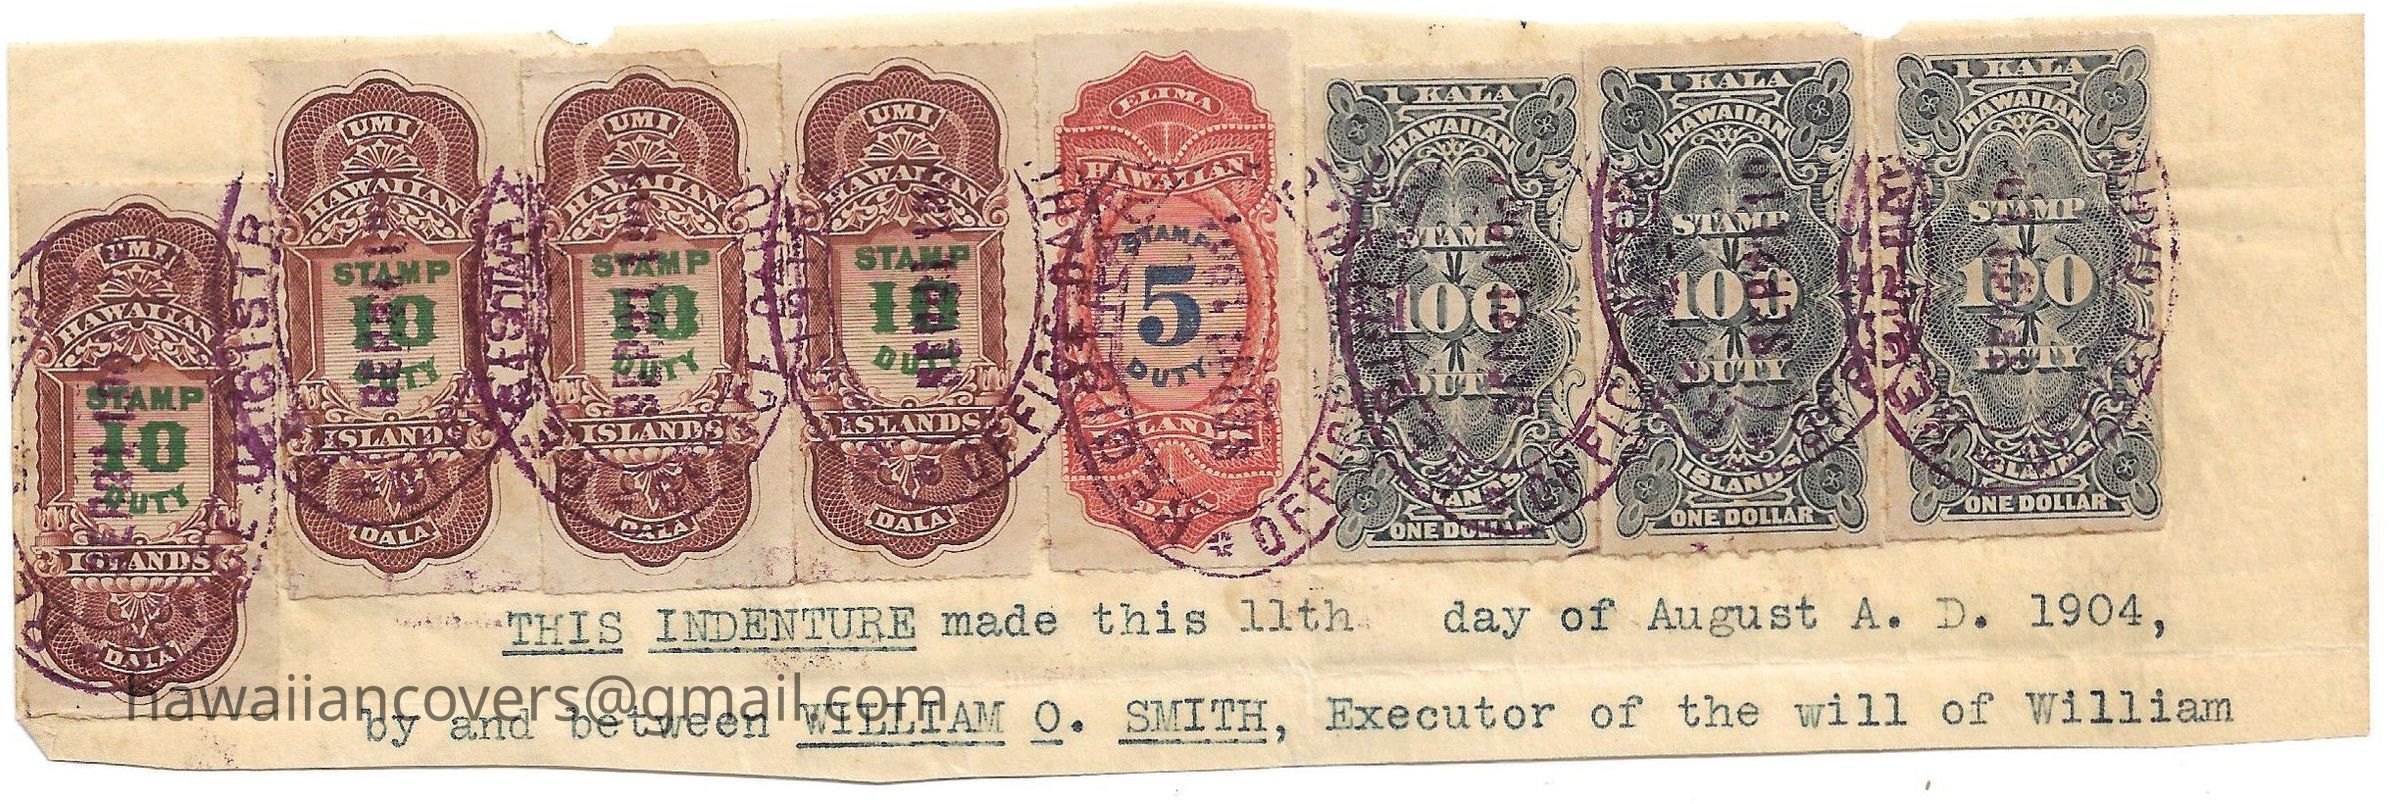 UMI HAWAIIAN STAMP 10 DUTY ISLANDS DALA
UMI HAWAIIAN STAMP 10 DUTY ISLANDS DALA
UMI HAWAIIAN STAMP 10 DUTY ISLANDS DALA
UMI HAWAIIAN STAMP 10 DUTY ISLANDS DALA
ELIMA HAWAIIAN STAMP 5 DUTY ISLANDS DALA
1 KALA HAWAIIAN STAMP 100 DUTY ISLANDS ONE DOLLAR
1 KALA HAWAIIAN STAMP 100 DUTY ISLANDS ONE DOLLAR
1 KALA HAWAIIAN STAMP 100 DUTY ISLANDS ONE DOLLAR
THIS INDENTURE made this 11th day of August A. D. 1904,
by and between WILLIAM O. SMITH, Executor of the will of William
hawaiiancovers@gmail.com